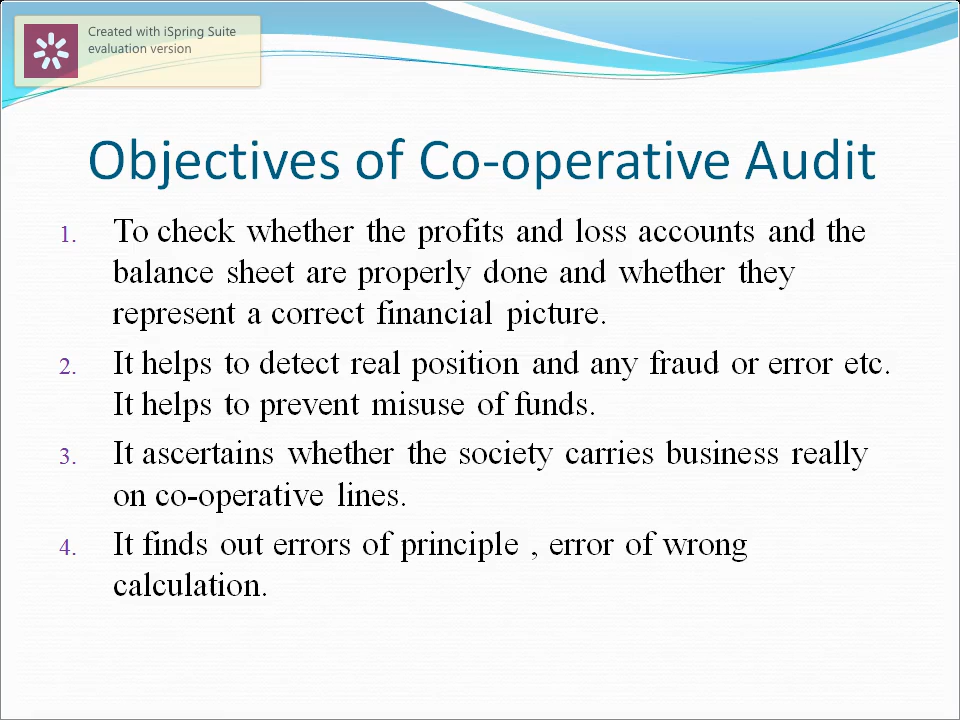 Created with iSpring Suite
evaluation version
Objectives of Co-operative Audit
1. To check whether the profits and loss accounts and the
balance sheet are properly done and whether they
represent a correct financial picture.
2. It helps to detect real position and any fraud or error etc.
It helps to prevent misuse of funds.
3. It ascertains whether the society carries business really
on co-operative lines.
4. It finds out errors of principle , error of wrong
calculation.